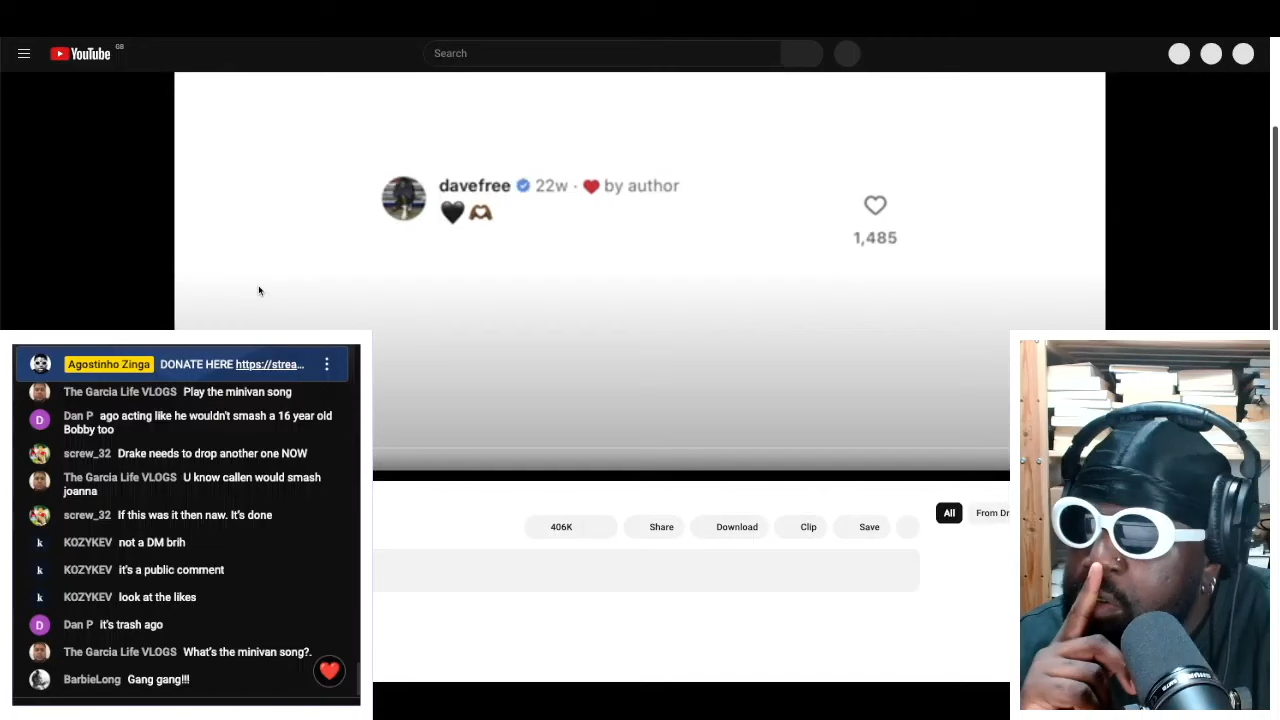 YouTube GB
Search
davefree 22w · ❤️ by author
🖤🫶🏾
1,485
406K
Share
Download
Clip
Save
All
From Dr
Agostinho Zinga DONATE HERE https://strea...
The Garcia Life VLOGS Play the minivan song
Dan P ago acting like he wouldn't smash a 16 year old
Bobby too
screw_32 Drake needs to drop another one NOW
The Garcia Life VLOGS U know callen would smash
joanna
screw_32 If this was it then naw. It's done
KOZYKEV not a DM brih
KOZYKEV it's a public comment
KOZYKEV look at the likes
Dan P it's trash ago
The Garcia Life VLOGS What's the minivan song?.
BarbieLong Gang gang!!!